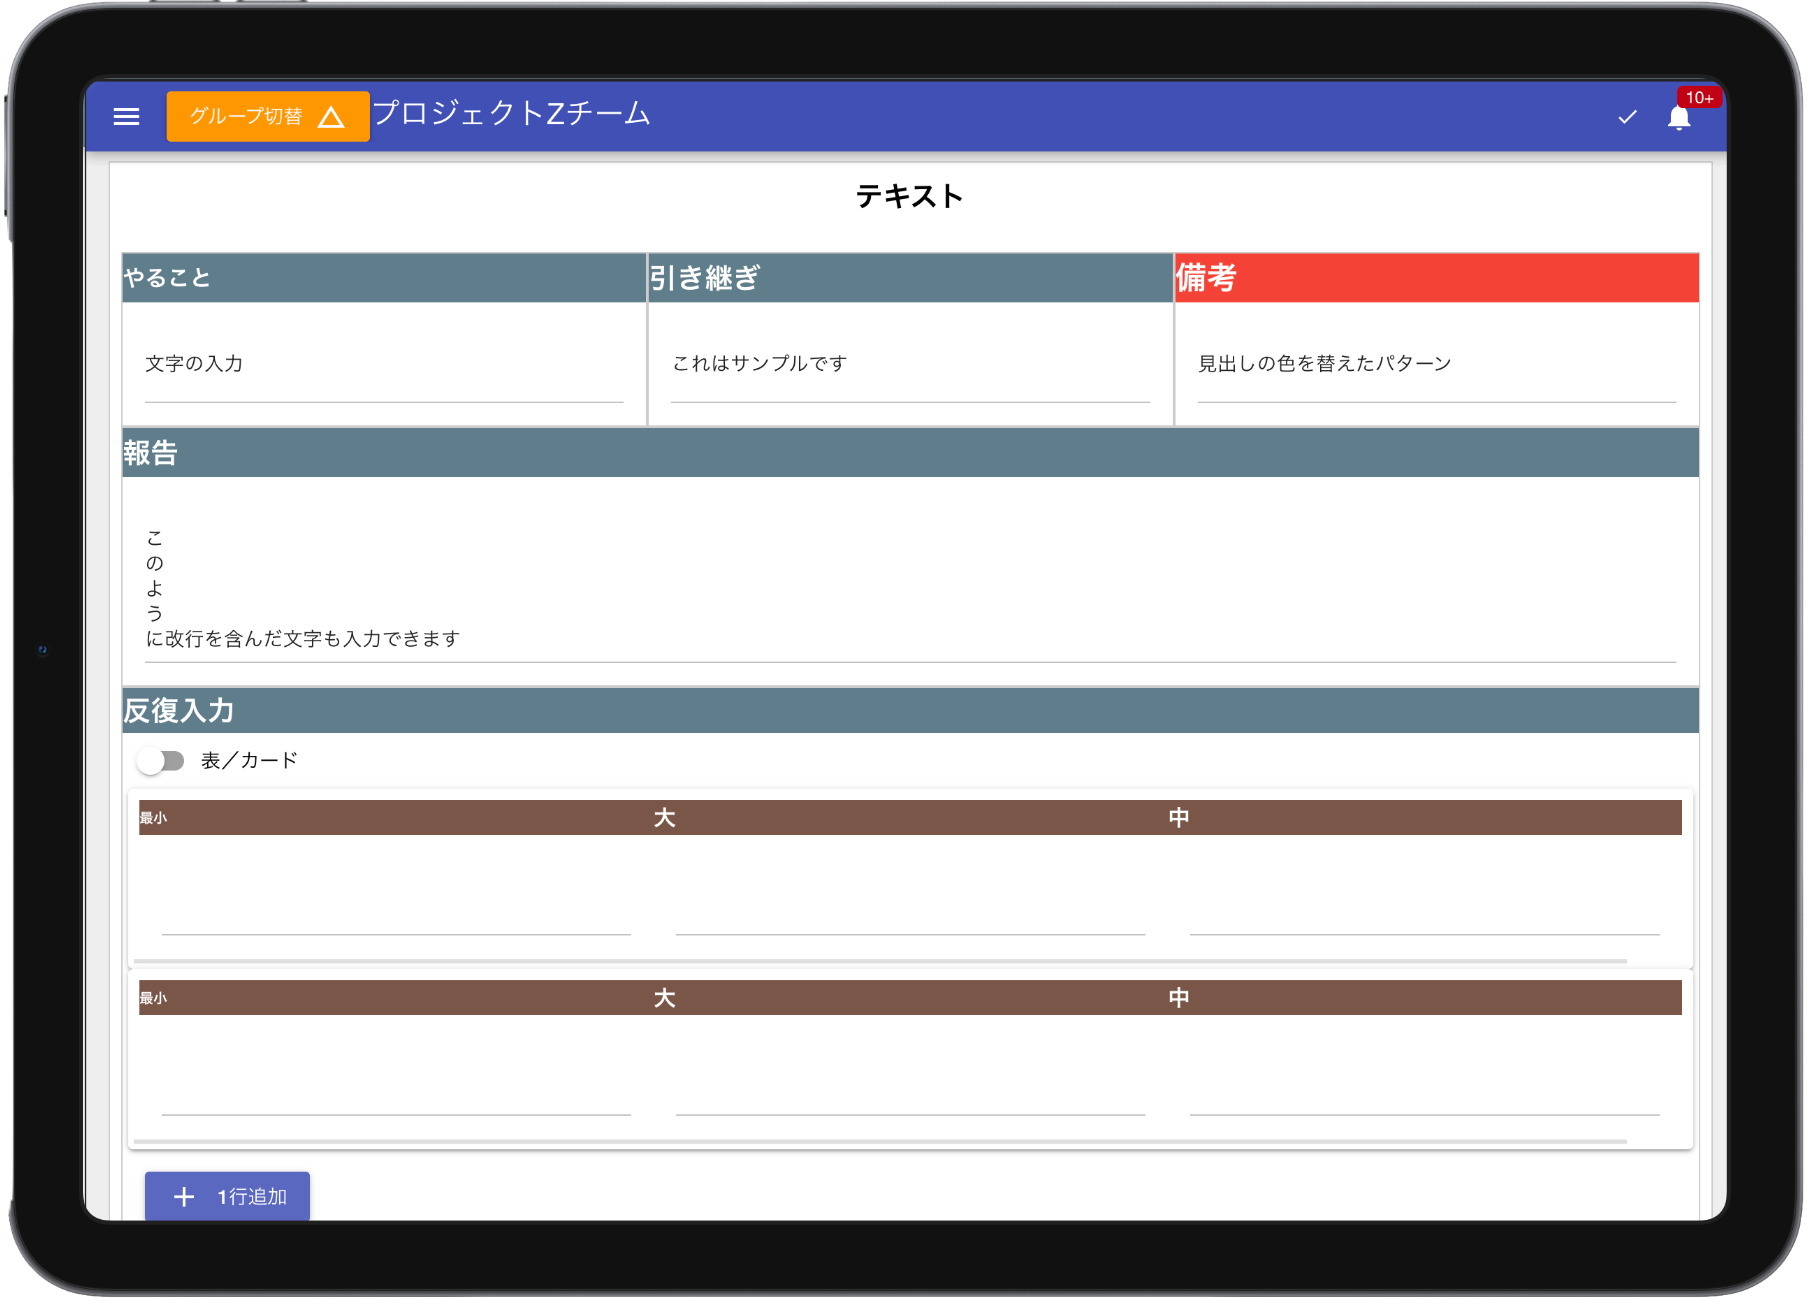 グループ切替 プロジェクトZチーム 10+
テキスト
やること 引き継ぎ 備考
文字の入力 これはサンプルです 見出しの色を替えたパターン
報告
こ
の
よ
う
に改行を含んだ文字も入力できます
反復入力
表／カード
最小 大 中
最小 大 中
1行追加